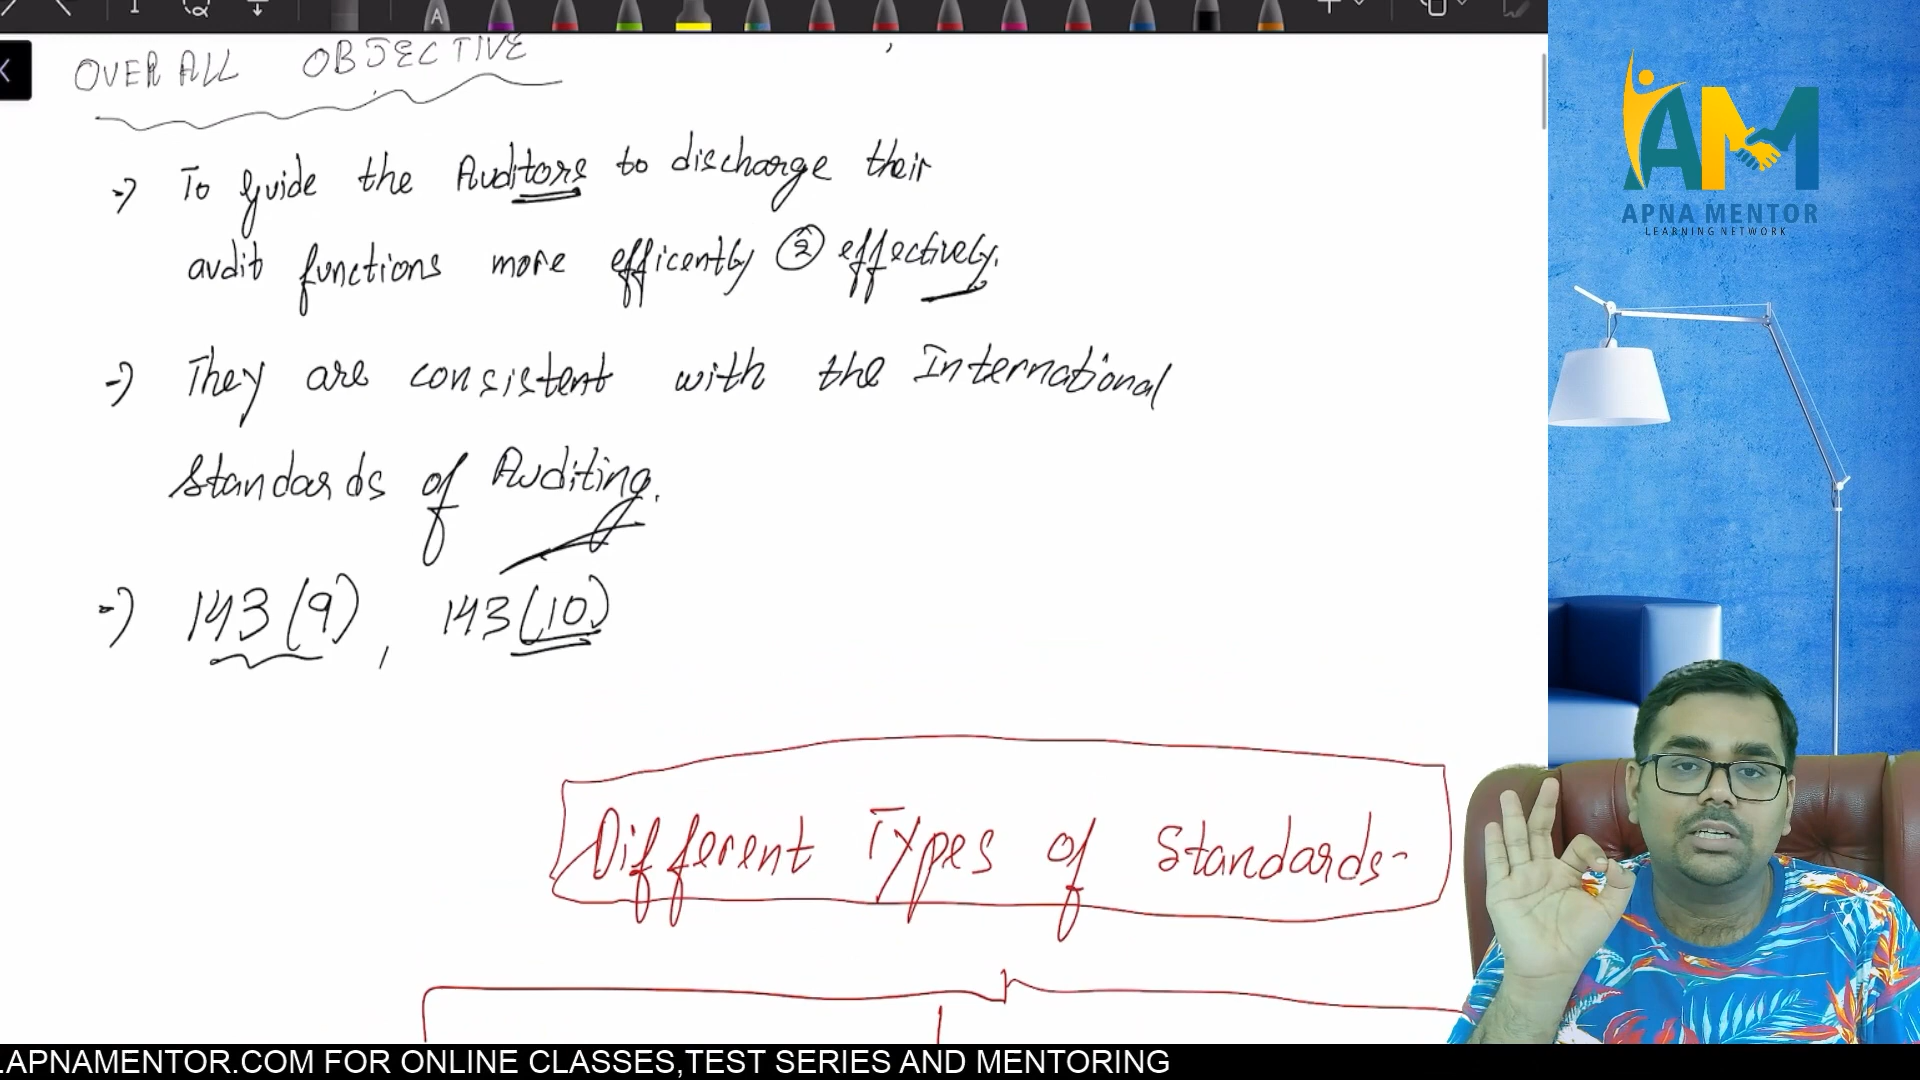 OVERALL OBJECTIVE
=) To guide the Auditors to discharge their
audit functions more efficently & effectively.
=) They are consistent with the International
Standards of Auditing.
=) 143(9), 143(10)
Different Types of Standards-
A
AM
APNA MENTOR
LEARNING NETWORK
.APNAMENTOR.COM FOR ONLINE CLASSES,TEST SERIES AND MENTORING